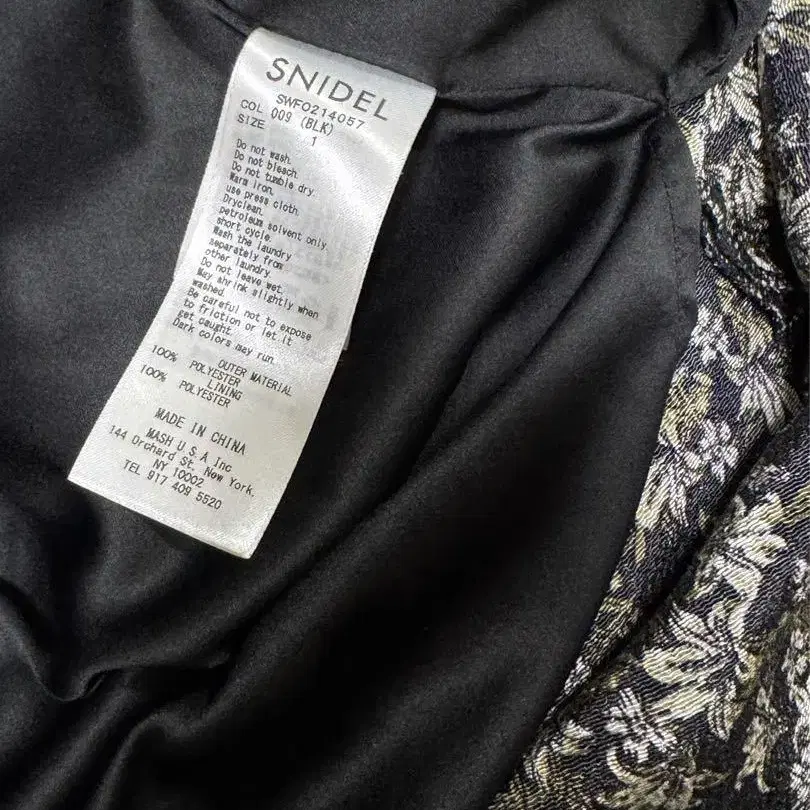 SNIDEL
SWFO214057
COL 009 (BLK)
SIZE 1
Do not wash.
Do not bleach.
Do not tumble dry.
Warm iron.
use press cloth.
Dryclean.
petroleum solvent only.
short cycle.
Wash the laundry
separately from
other laundry.
Do not leave wet.
May shrink slightly when
washed.
Be careful not to expose
to friction or let it
get caught.
Dark colors may run.
OUTER MATERIAL
100% POLYESTER
LINING
100% POLYESTER
MADE IN CHINA
MASH U S A Inc
144 Orchard St. New York.
NY 10002
TEL 917 409 5520